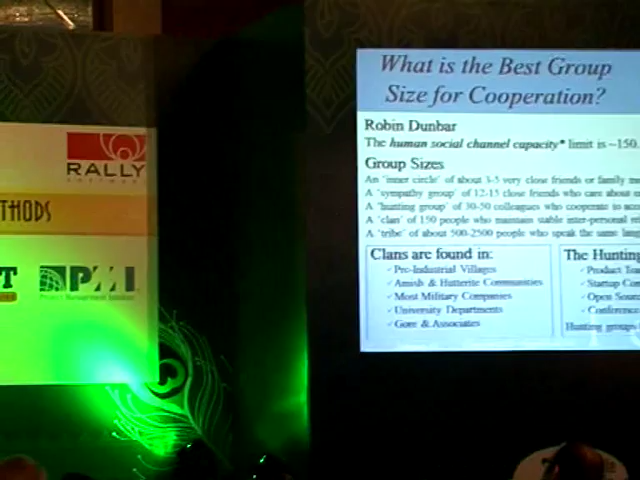 RALLY
THODS
T
PMI
Project Management Institute
What is the Best Group
Size for Cooperation?
Robin Dunbar
The human social channel capacity* limit is ~150.
Group Sizes
An 'inner circle' of about 3-5 very close friends or family
A 'sympathy group' of 12-15 close friends who care about
A 'hunting group' of 30-50 colleagues who cooperate to
A 'clan' of 150 people who maintain stable inter-personal
A 'tribe' of about 500-2500 people who speak the same
Clans are found in:
✓ Pre-Industrial Villages
✓ Amish & Hutterite Communities
✓ Most Military Companies
✓ University Departments
✓ Gore & Associates
The Hunting
✓ Product
✓ Startup
✓ Open
✓ Conference
Hunting groups